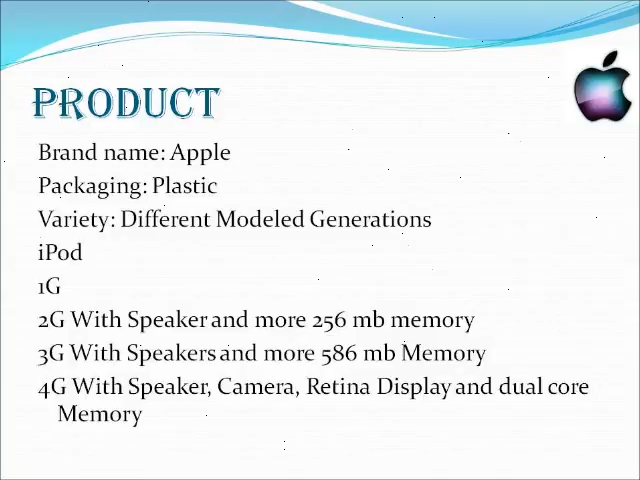 PRODUCT
Brand name: Apple
Packaging: Plastic
Variety: Different Modeled Generations
iPod
1G
2G With Speaker and more 256 mb memory
3G With Speakers and more 586 mb Memory
4G With Speaker, Camera, Retina Display and dual core
Memory